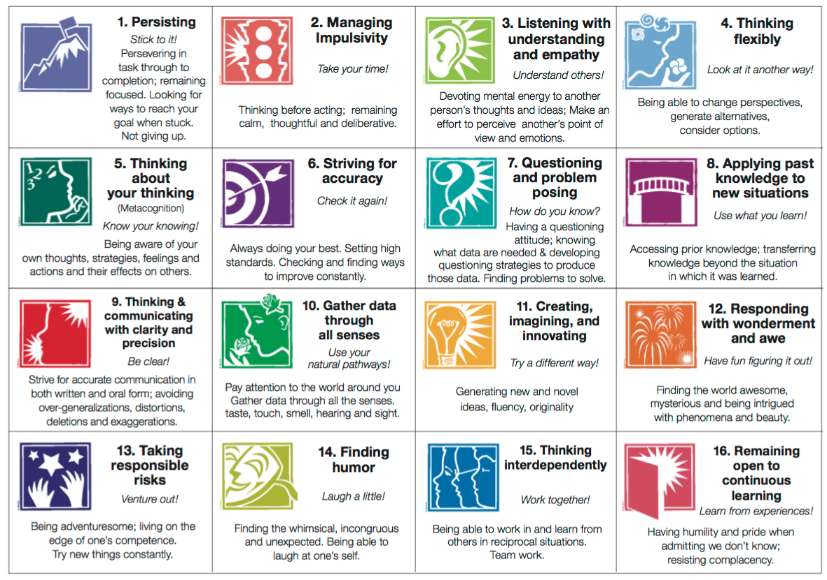 1. Persisting
Stick to it!
Persevering in
task through to
completion; remaining
focused. Looking for
ways to reach your
goal when stuck.
Not giving up.
2. Managing
Impulsivity
Take your time!
Thinking before acting; remaining
calm, thoughtful and deliberative.
3. Listening with
understanding
and empathy
Understand others!
Devoting mental energy to another
person's thoughts and ideas; Make an
effort to perceive another's point of
view and emotions.
4. Thinking
flexibly
Look at it another way!
Being able to change perspectives,
generate alternatives,
consider options.
5. Thinking
about
your thinking
(Metacognition)
Know your knowing!
Being aware of your
own thoughts, strategies, feelings and
actions and their effects on others.
1 2
3
6. Striving for
accuracy
Check it again!
Always doing your best. Setting high
standards. Checking and finding ways
to improve constantly.
7. Questioning
and problem
posing
How do you know?
Having a questioning
attitude; knowing
what data are needed & developing
questioning strategies to produce
those data. Finding problems to solve.
?
8. Applying past
knowledge to
new situations
Use what you learn!
Accessing prior knowledge; transferring
knowledge beyond the situation
in which it was learned.
9. Thinking &
communicating
with clarity and
precision
Be clear!
Strive for accurate communication in
both written and oral form; avoiding
over-generalizations, distortions,
deletions and exaggerations.
10. Gather data
through
all senses
Use your
natural pathways!
Pay attention to the world around you
Gather data through all the senses.
taste, touch, smell, hearing and sight.
11. Creating,
imagining, and
innovating
Try a different way!
Generating new and novel
ideas, fluency, originality
12. Responding
with wonderment
and awe
Have fun figuring it out!
Finding the world awesome,
mysterious and being intrigued
with phenomena and beauty.
13. Taking
responsible
risks
Venture out!
Being adventuresome; living on the
edge of one's competence.
Try new things constantly.
14. Finding
humor
Laugh a little!
Finding the whimsical, incongruous
and unexpected. Being able to
laugh at one's self.
15. Thinking
interdependently
Work together!
Being able to work in and learn from
others in reciprocal situations.
Team work.
16. Remaining
open to
continuous
learning
Learn from experiences!
Having humility and pride when
admitting we don't know;
resisting complacency.